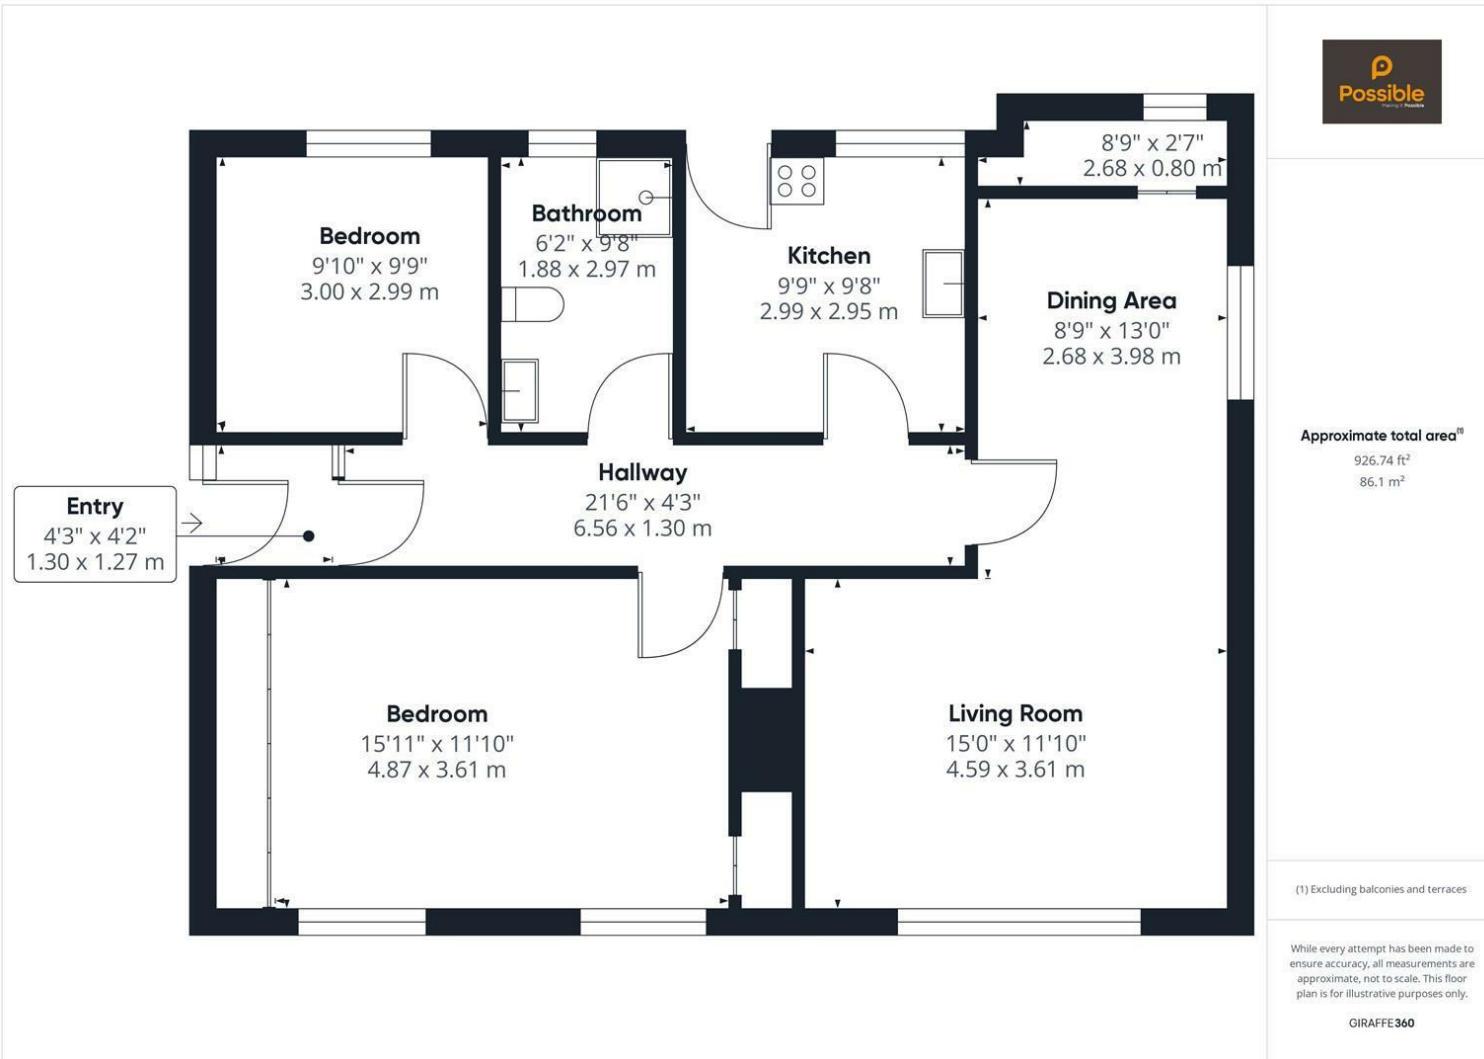 Possible
Making it Possible
8'9" x 2'7"
2.68 x 0.80 m
Bathroom
6'2" x 9'8"
1.88 x 2.97 m
Bedroom
9'10" x 9'9"
3.00 x 2.99 m
Kitchen
9'9" x 9'8"
2.99 x 2.95 m
Dining Area
8'9" x 13'0"
2.68 x 3.98 m
Approximate total area(1)
926.74 ft²
86.1 m²
Hallway
21'6" x 4'3"
6.56 x 1.30 m
Entry
4'3" x 4'2"
1.30 x 1.27 m
Bedroom
15'11" x 11'10"
4.87 x 3.61 m
Living Room
15'0" x 11'10"
4.59 x 3.61 m
(1) Excluding balconies and terraces
While every attempt has been made to
ensure accuracy, all measurements are
approximate, not to scale. This floor
plan is for illustrative purposes only.
GIRAFFE360